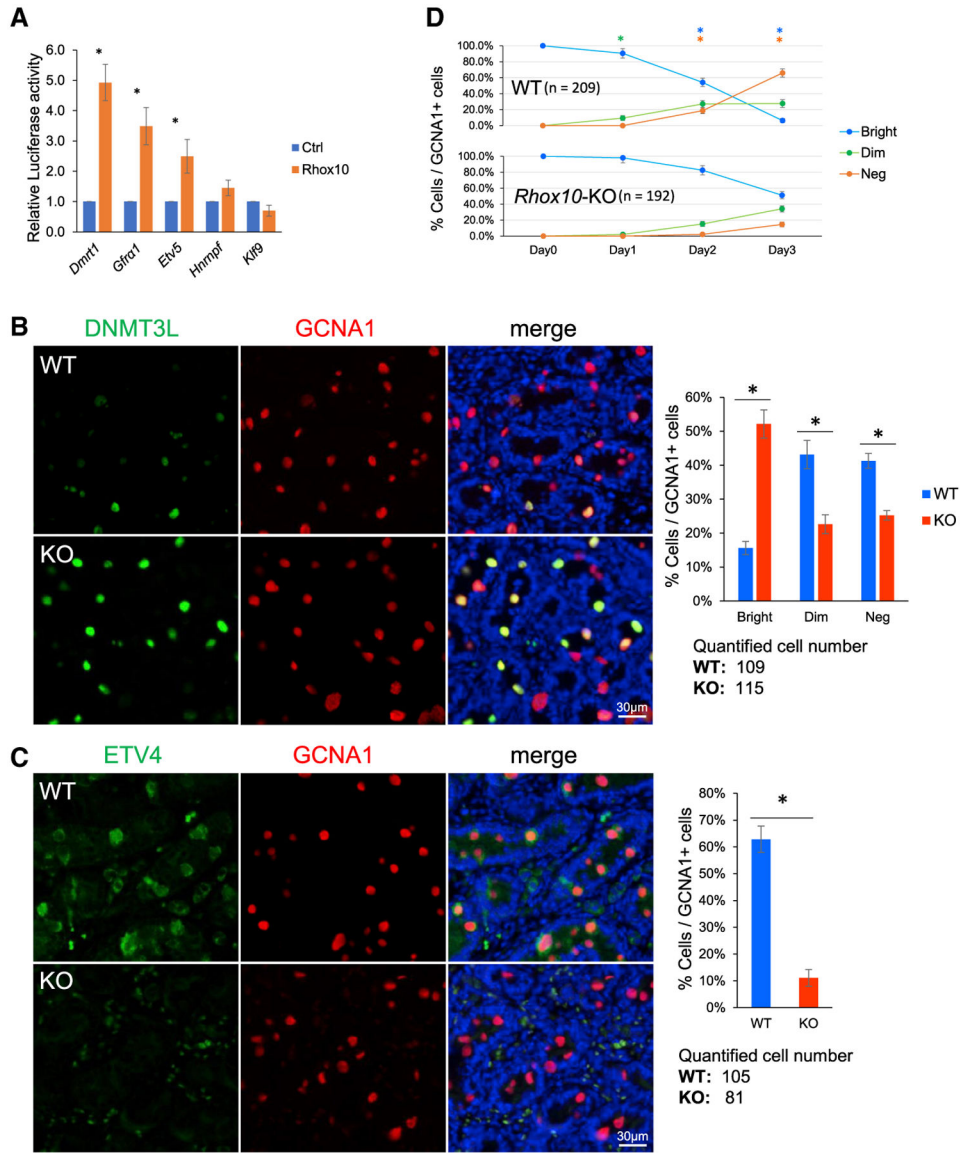 A
Relative Luciferase activity
6.0
5.0
4.0
3.0
2.0
1.0
0.0
*
*
*
Ctrl
Rhox10
Dmrt1
Gfrα1
Etv5
Hnrnpf
Klf9
D
% Cells / GCNA1+ cells
* * *
* *
100.0%
80.0%
60.0%
40.0%
20.0%
0.0%
WT (n = 209)
100.0%
80.0%
60.0%
40.0%
20.0%
0.0%
Rhox10-KO (n = 192)
Day0 Day1 Day2 Day3
Bright
Dim
Neg
B
DNMT3L GCNA1 merge
WT
KO
30μm
% Cells / GCNA1+ cells
60%
50%
40%
30%
20%
10%
0%
* * *
WT
KO
Bright Dim Neg
Quantified cell number
WT: 109
KO: 115
C
ETV4 GCNA1 merge
WT
KO
30μm
% Cells / GCNA1+ cells
80%
70%
60%
50%
40%
30%
20%
10%
0%
*
WT KO
Quantified cell number
WT: 105
KO: 81